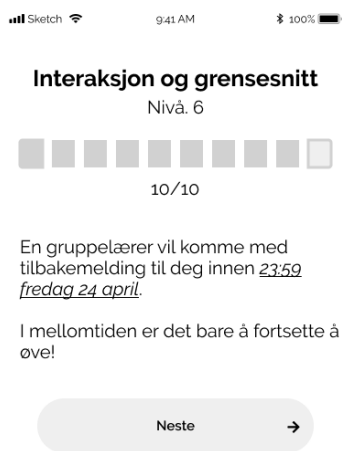 Sketch 9:41 AM 100%
Interaksjon og grensesnitt
Nivå. 6
10/10
En gruppelærer vil komme med
tilbakemelding til deg innen 23:59
fredag 24 april.
I mellomtiden er det bare å fortsette å
øve!
Neste